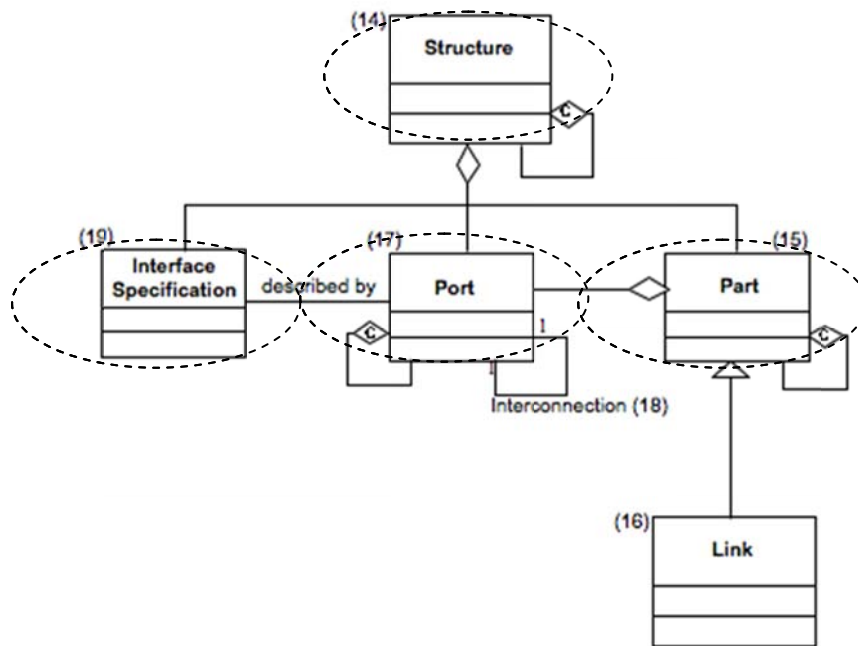 (14)
Structure
C
(19)
(17)
(15)
Interface
Specification
described by
Port
Part
C
1
C
1
Interconnection (18)
(16)
Link